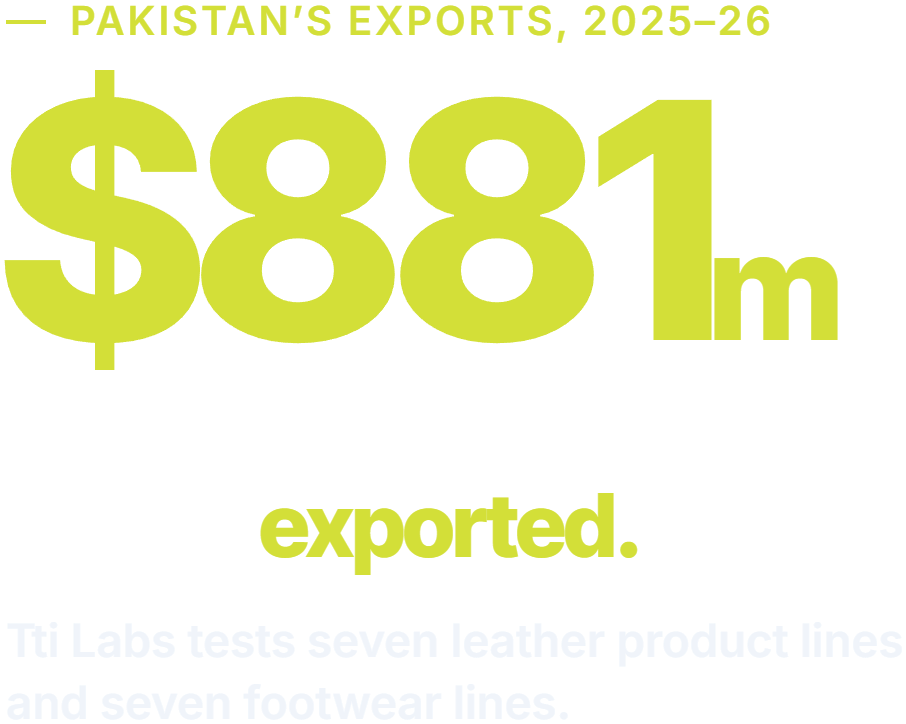 — PAKISTAN’S EXPORTS, 2025–26
$881m
exported.
Tti Labs tests seven leather product lines
and seven footwear lines.